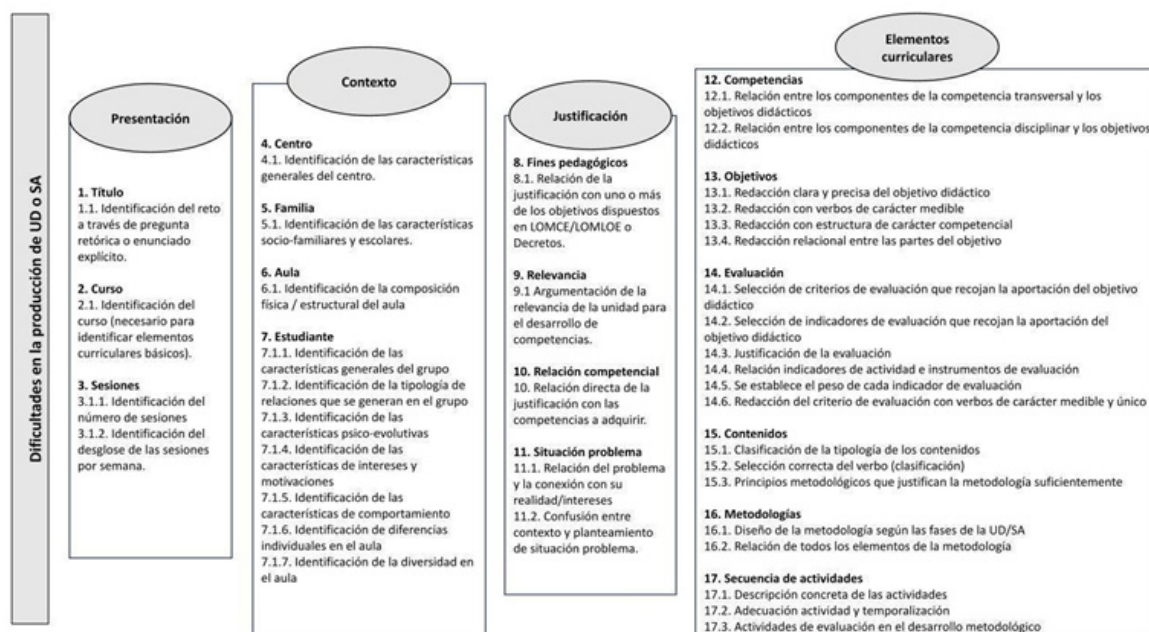 Dificultades en la producción de UD o SA
Presentación
1. Título
1.1. Identificación del reto
a través de pregunta
retórica o enunciado
explícito.
2. Curso
2.1. Identificación del
curso (necesario para
identificar elementos
curriculares básicos).
3. Sesiones
3.1.1. Identificación del
número de sesiones
3.1.2. Identificación del
desglose de las sesiones
por semana.
Contexto
4. Centro
4.1. Identificación de las características
generales del centro.
5. Familia
5.1. Identificación de las características
socio-familiares y escolares.
6. Aula
6.1. Identificación de la composición
física / estructural del aula
7. Estudiante
7.1.1. Identificación de las
características generales del grupo
7.1.2. Identificación de la tipología de
relaciones que se generan en el grupo
7.1.3. Identificación de las
características psico-evolutivas
7.1.4. Identificación de las
características de intereses y
motivaciones
7.1.5. Identificación de las
características de comportamiento
7.1.6. Identificación de diferencias
individuales en el aula
7.1.7. Identificación de la diversidad en
el aula
Justificación
8. Fines pedagógicos
8.1. Relación de la
justificación con uno o más
de los objetivos dispuestos
en LOMCE/LOMLOE o
Decretos.
9. Relevancia
9.1 Argumentación de la
relevancia de la unidad para
el desarrollo de
competencias.
10. Relación competencial
10. Relación directa de la
justificación con las
competencias a adquirir.
11. Situación problema
11.1. Relación del problema
y la conexión con su
realidad/intereses
11.2. Confusión entre
contexto y planteamiento de
situación problema.
Elementos
curriculares
12. Competencias
12.1. Relación entre los componentes de la competencia transversal y los
objetivos didácticos
12.2. Relación entre los componentes de la competencia disciplinar y los objetivos
didácticos
13. Objetivos
13.1. Redacción clara y precisa del objetivo didáctico
13.2. Redacción con verbos de carácter medible
13.3. Redacción con estructura de carácter competencial
13.4. Redacción relacional entre las partes del objetivo
14. Evaluación
14.1. Selección de criterios de evaluación que recojan la aportación del objetivo
didáctico
14.2. Selección de indicadores de evaluación que recojan la aportación del
objetivo didáctico
14.3. Justificación de la evaluación
14.4. Relación indicadores de actividad e instrumentos de evaluación
14.5. Se establece el peso de cada indicador de evaluación
14.6. Redacción del criterio de evaluación con verbos de carácter medible y único
15. Contenidos
15.1. Clasificación de la tipología de los contenidos
15.2. Selección correcta del verbo (clasificación)
15.3. Principios metodológicos que justifican la metodología suficientemente
16. Metodologías
16.1. Diseño de la metodología según las fases de la UD/SA
16.2. Relación de todos los elementos de la metodología
17. Secuencia de actividades
17.1. Descripción concreta de las actividades
17.2. Adecuación actividad y temporalización
17.3. Actividades de evaluación en el desarrollo metodológico